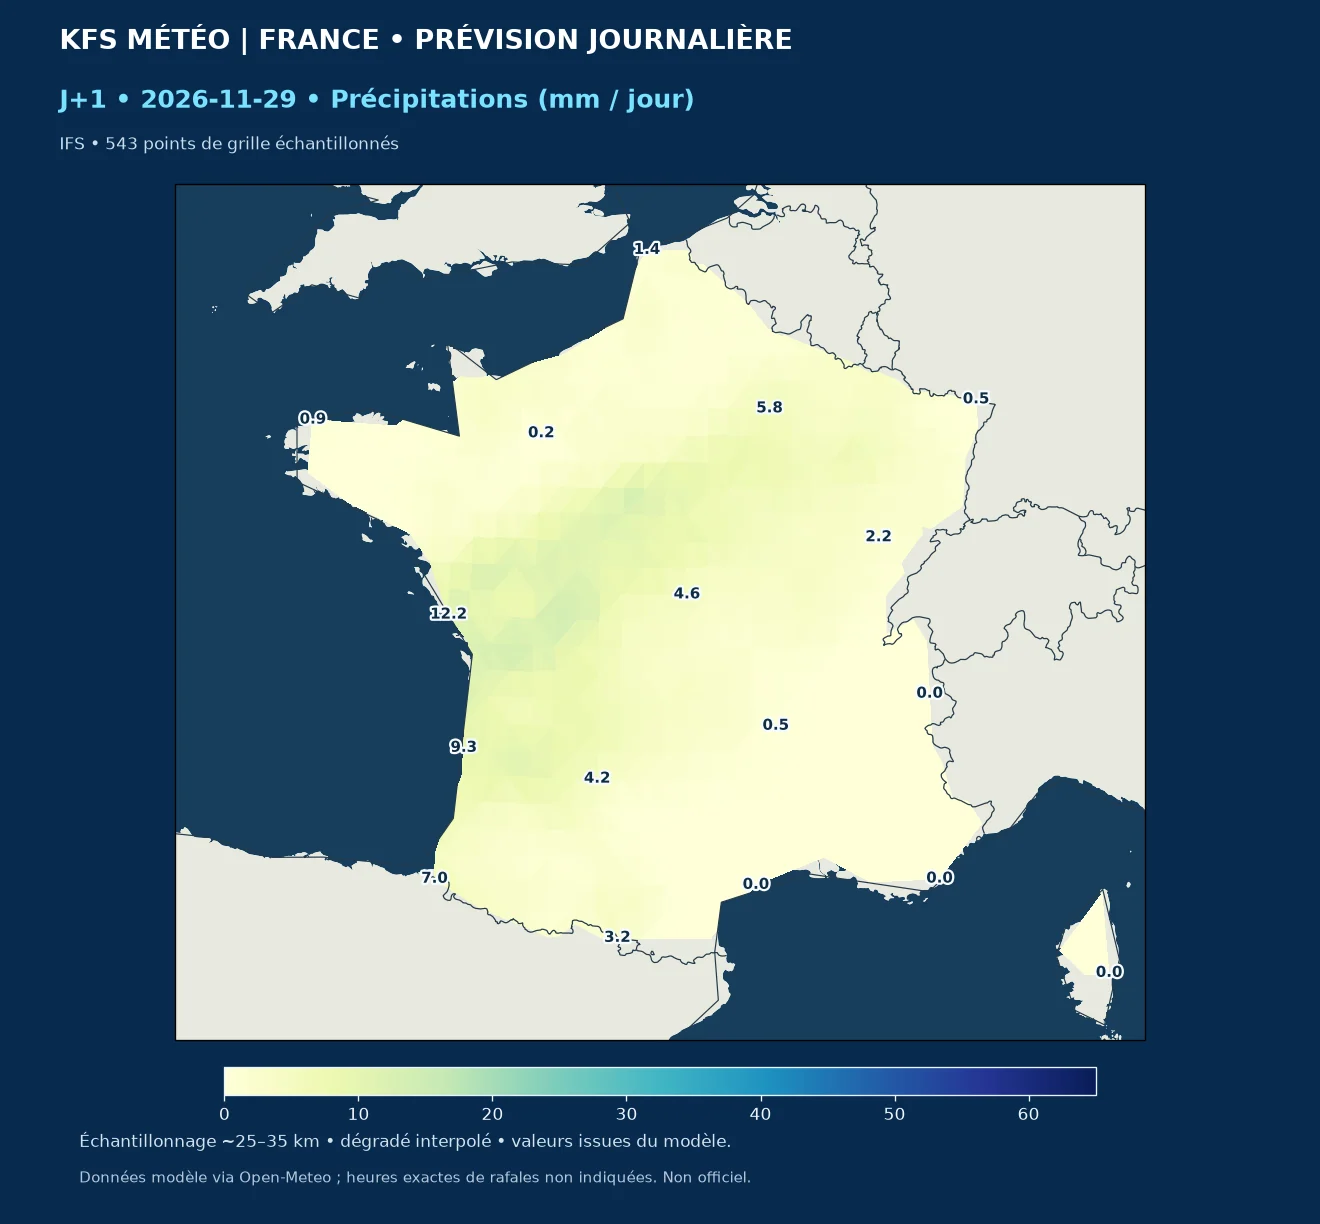 KFS MÉTÉO | FRANCE • PRÉVISION JOURNALIÈRE
J+1 • 2026-11-29 • Précipitations (mm / jour)
IFS • 543 points de grille échantillonnés
1.4
0.5
5.8
0.9
0.2
2.2
4.6
12.2
0.0
0.5
9.3
4.2
7.0
0.0
0.0
3.2
0.0
0 10 20 30 40 50 60
Échantillonnage ~25–35 km • dégradé interpolé • valeurs issues du modèle.
Données modèle via Open-Meteo ; heures exactes de rafales non indiquées. Non officiel.